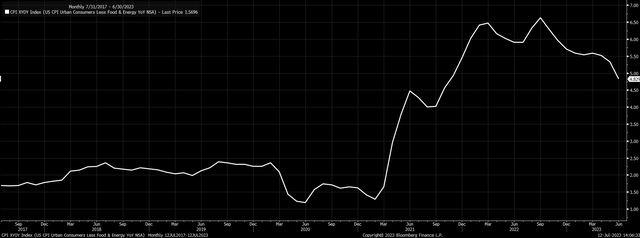 Monthly 7/31/2017 - 6/30/2023
CPI XYOY Index (US CPI Urban Consumers Less Food & Energy YoY NSA) - Last Price 1.5696
7.00
6.50
6.00
5.50
5.00
4.50
4.00
3.50
3.00
2.50
2.00
1.50
1.00
Sep Dec Mar Jun Sep Dec Mar Jun Sep Dec Mar Jun Sep Dec Mar Jun Sep Dec Mar Jun Sep Dec Mar Jun
2017 2018 2019 2020 2021 2022 2023
CPI XYOY Index (US CPI Urban Consumers Less Food & Energy YoY NSA) Monthly 12JUL2017-12JUL2023 Copyright© 2023 Bloomberg Finance L.P. 12-Jul-2023